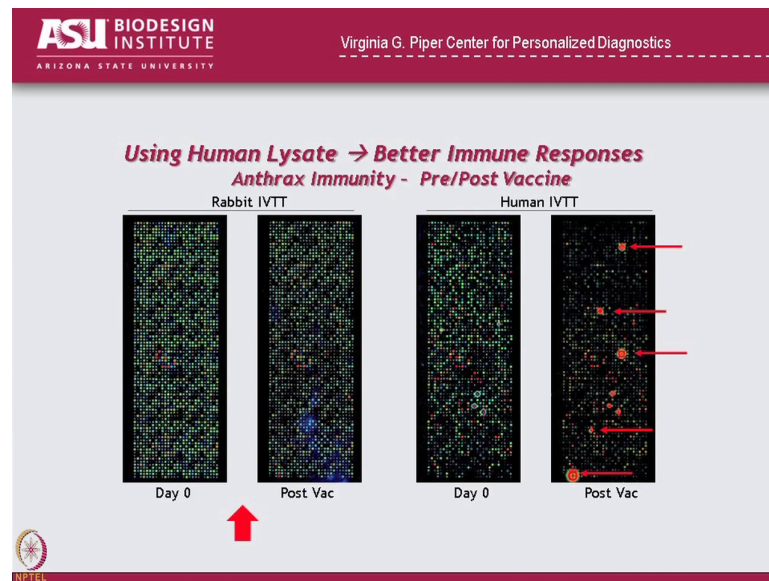 ASU BIODESIGN
INSTITUTE
ARIZONA STATE UNIVERSITY
Virginia G. Piper Center for Personalized Diagnostics
Using Human Lysate → Better Immune Responses
Anthrax Immunity - Pre/Post Vaccine
Rabbit IVTT
Human IVTT
Day 0
Post Vac
Day 0
Post Vac
NPTEL